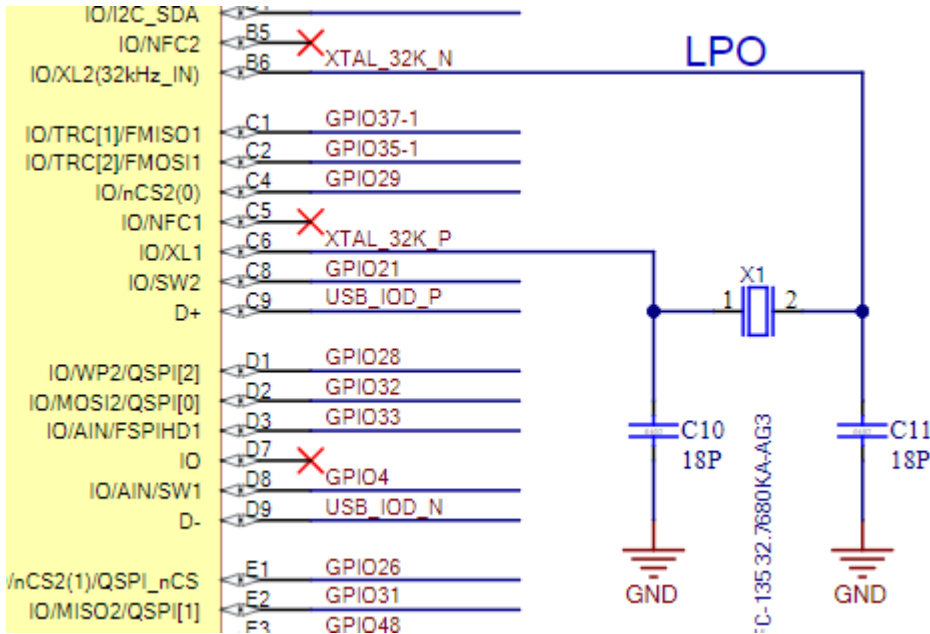 IO/I2C_SDA
IO/NFC2 B5
IO/XL2(32kHz_IN) B6 XTAL_32K_N LPO
IO/TRC[1]/FMISO1 C1 GPIO37-1
IO/TRC[2]/FMOSI1 C2 GPIO35-1
IO/nCS2(0) C4 GPIO29
IO/NFC1 C5
IO/XL1 C6 XTAL_32K_P
IO/SW2 C8 GPIO21 X1
D+ C9 USB_IOD_P 1 2
IO/WP2/QSPI[2] D1 GPIO28
IO/MOSI2/QSPI[0] D2 GPIO32
IO/AIN/FSPIHD1 D3 GPIO33 C10 C11
IO D7 18P 18P
IO/AIN/SW1 D8 GPIO4
D- D9 USB_IOD_N
FC-135 32.7680KA-AG3
/nCS2(1)/QSPI_nCS E1 GPIO26 GND GND
IO/MISO2/QSPI[1] E2 GPIO31
E3 GPIO48